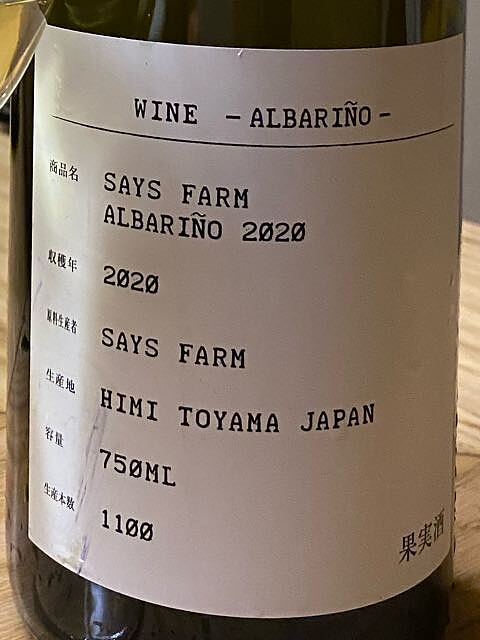 WINE -ALBARIÑO-
商品名 SAYS FARM
ALBARIÑO 2020
収穫年 2020
原料生産者 SAYS FARM
生産地 HIMI TOYAMA JAPAN
容量 750ML
生産本数 1100
果実酒